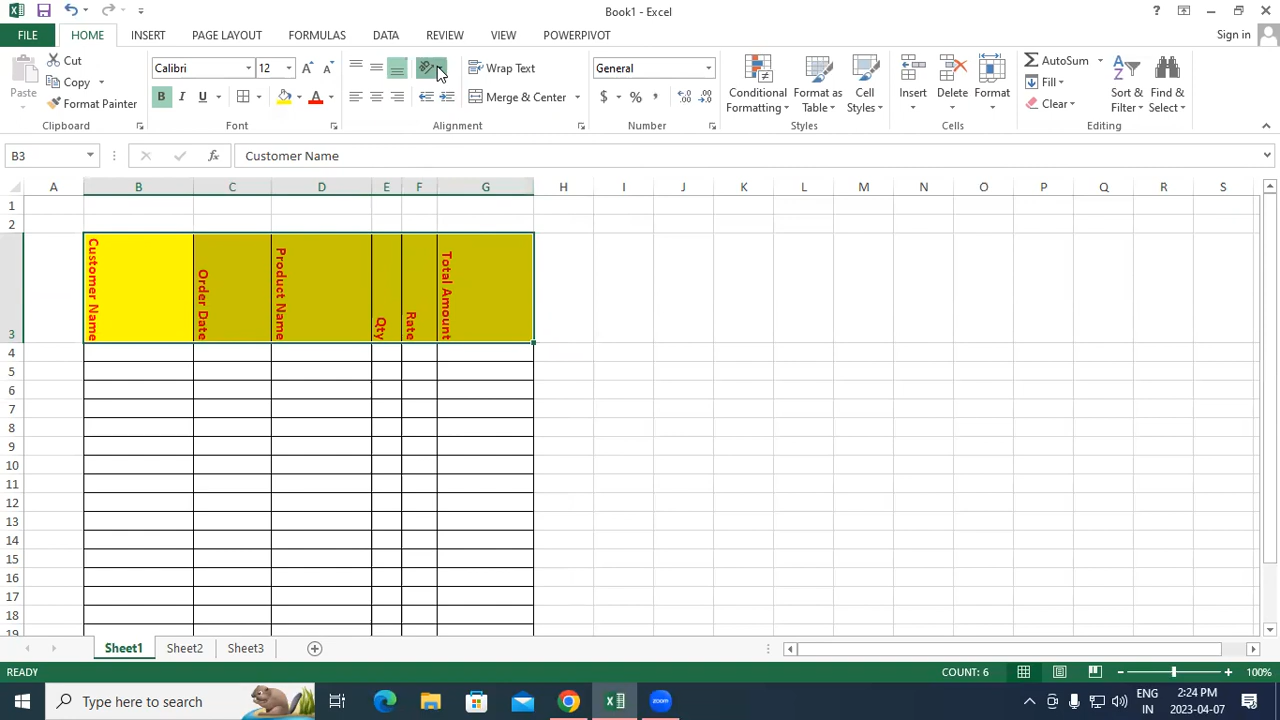 Book1 - Excel
?
FILE HOME INSERT PAGE LAYOUT FORMULAS DATA REVIEW VIEW POWERPIVOT Sign in
Cut
Copy
Format Painter
Paste
Clipboard
Calibri 12
B I U
Font
Wrap Text
Merge & Center
Alignment
General
$ % ,
Number
Conditional Formatting
Format as Table
Cell Styles
Styles
Insert
Delete
Format
Cells
AutoSum
Fill
Clear
Sort & Filter
Find & Select
Editing
B3 fx Customer Name
A B C D E F G H I J K L M N O P Q R S
1
2
3 Customer Name Order Date Product Name Qty Rate Total Amount
4
5
6
7
8
9
10
11
12
13
14
15
16
17
18
19
Sheet1 Sheet2 Sheet3
READY COUNT: 6 100%
Type here to search
zoom
ENG IN
2:24 PM
2023-04-07